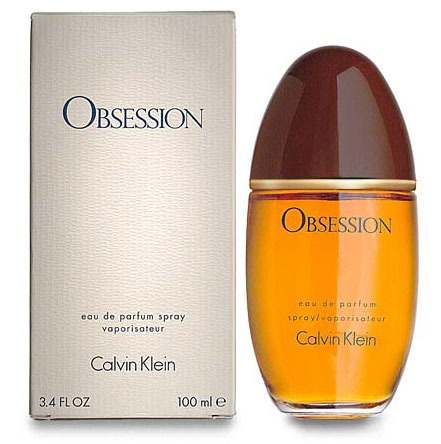 OBSESSION
eau de parfum spray
vaporisateur
Calvin Klein
3.4 FL OZ 100 ml ℮
OBSESSION
eau de parfum
spray/vaporisateur
Calvin Klein